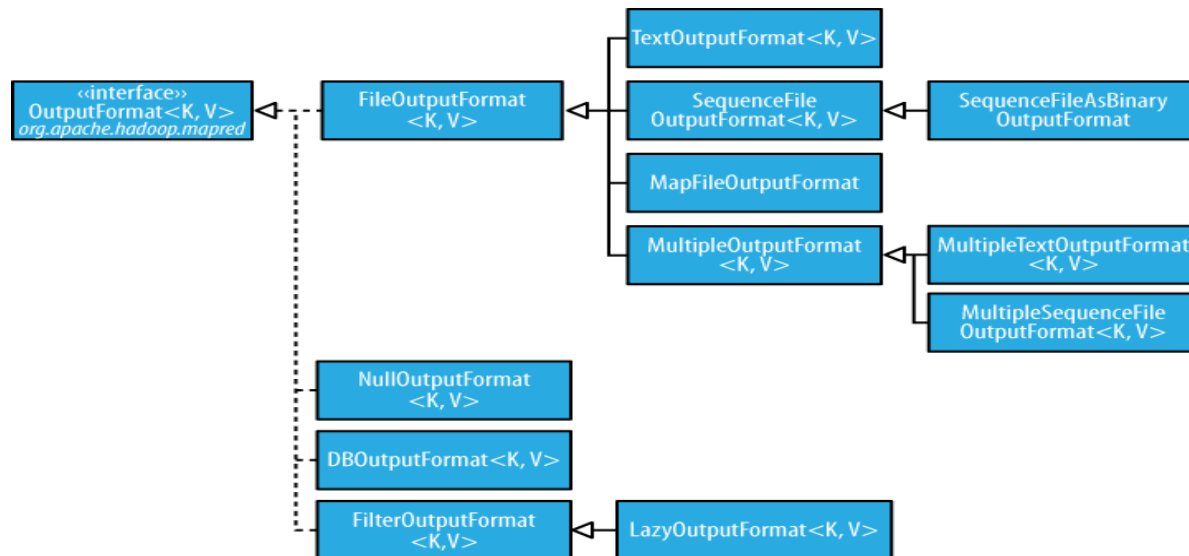 ‹‹interface››
OutputFormat<K, V>
org.apache.hadoop.mapred
FileOutputFormat
<K, V>
TextOutputFormat<K, V>
SequenceFile
OutputFormat<K, V>
SequenceFileAsBinary
OutputFormat
MapFileOutputFormat
MultipleOutputFormat
<K, V>
MultipleTextOutputFormat
<K, V>
MultipleSequenceFile
OutputFormat<K, V>
NullOutputFormat
<K, V>
DBOutputFormat<K, V>
FilterOutputFormat
<K,V>
LazyOutputFormat<K, V>